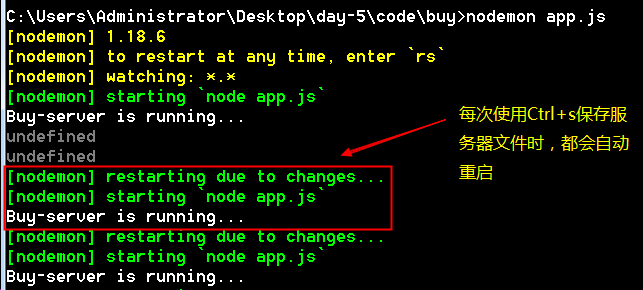 C:\Users\Administrator\Desktop\day-5\code\buy>nodemon app.js
[nodemon] 1.18.6
[nodemon] to restart at any time, enter `rs`
[nodemon] watching: *.*
[nodemon] starting `node app.js`
Buy-server is running...
undefined
undefined
[nodemon] restarting due to changes...
[nodemon] starting `node app.js`
Buy-server is running...
[nodemon] restarting due to changes...
[nodemon] starting `node app.js`
Buy-server is running...
每次使用Ctrl+s保存服
务器文件时，都会自动
重启